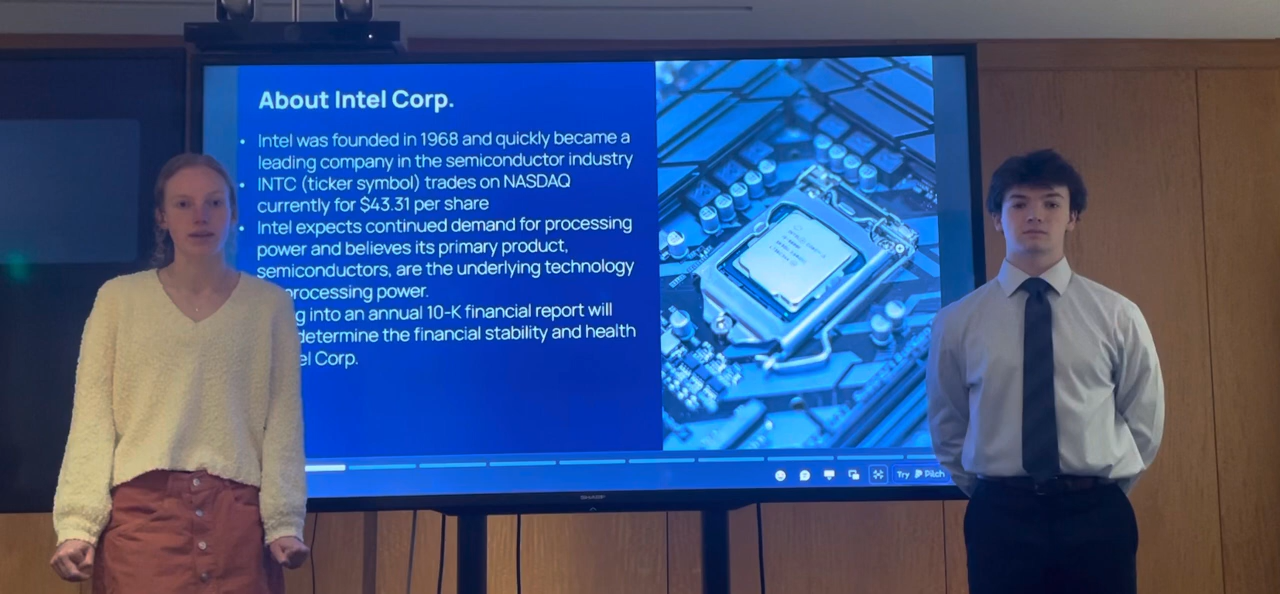 About Intel Corp.
• Intel was founded in 1968 and quickly became a
leading company in the semiconductor industry
• INTC (ticker symbol) trades on NASDAQ
currently for $43.31 per share
• Intel expects continued demand for processing
power and believes its primary product,
semiconductors, are the underlying technology
processing power.
g into an annual 10-K financial report will
determine the financial stability and health
el Corp.
Try Pitch
SHARP